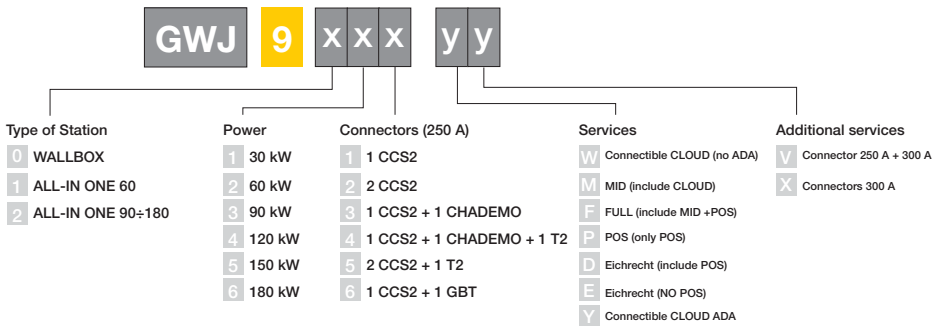 GWJ 9 x x x y y
Type of Station
0 WALLBOX
1 ALL-IN ONE 60
2 ALL-IN ONE 90÷180
Power
1 30 kW
2 60 kW
3 90 kW
4 120 kW
5 150 kW
6 180 kW
Connectors (250 A)
1 1 CCS2
2 2 CCS2
3 1 CCS2 + 1 CHADEMO
4 1 CCS2 + 1 CHADEMO + 1 T2
5 2 CCS2 + 1 T2
6 1 CCS2 + 1 GBT
Services
W Connectible CLOUD (no ADA)
M MID (include CLOUD)
F FULL (include MID +POS)
P POS (only POS)
D Eichrecht (include POS)
E Eichrecht (NO POS)
Y Connectible CLOUD ADA
Additional services
V Connector 250 A + 300 A
X Connectors 300 A